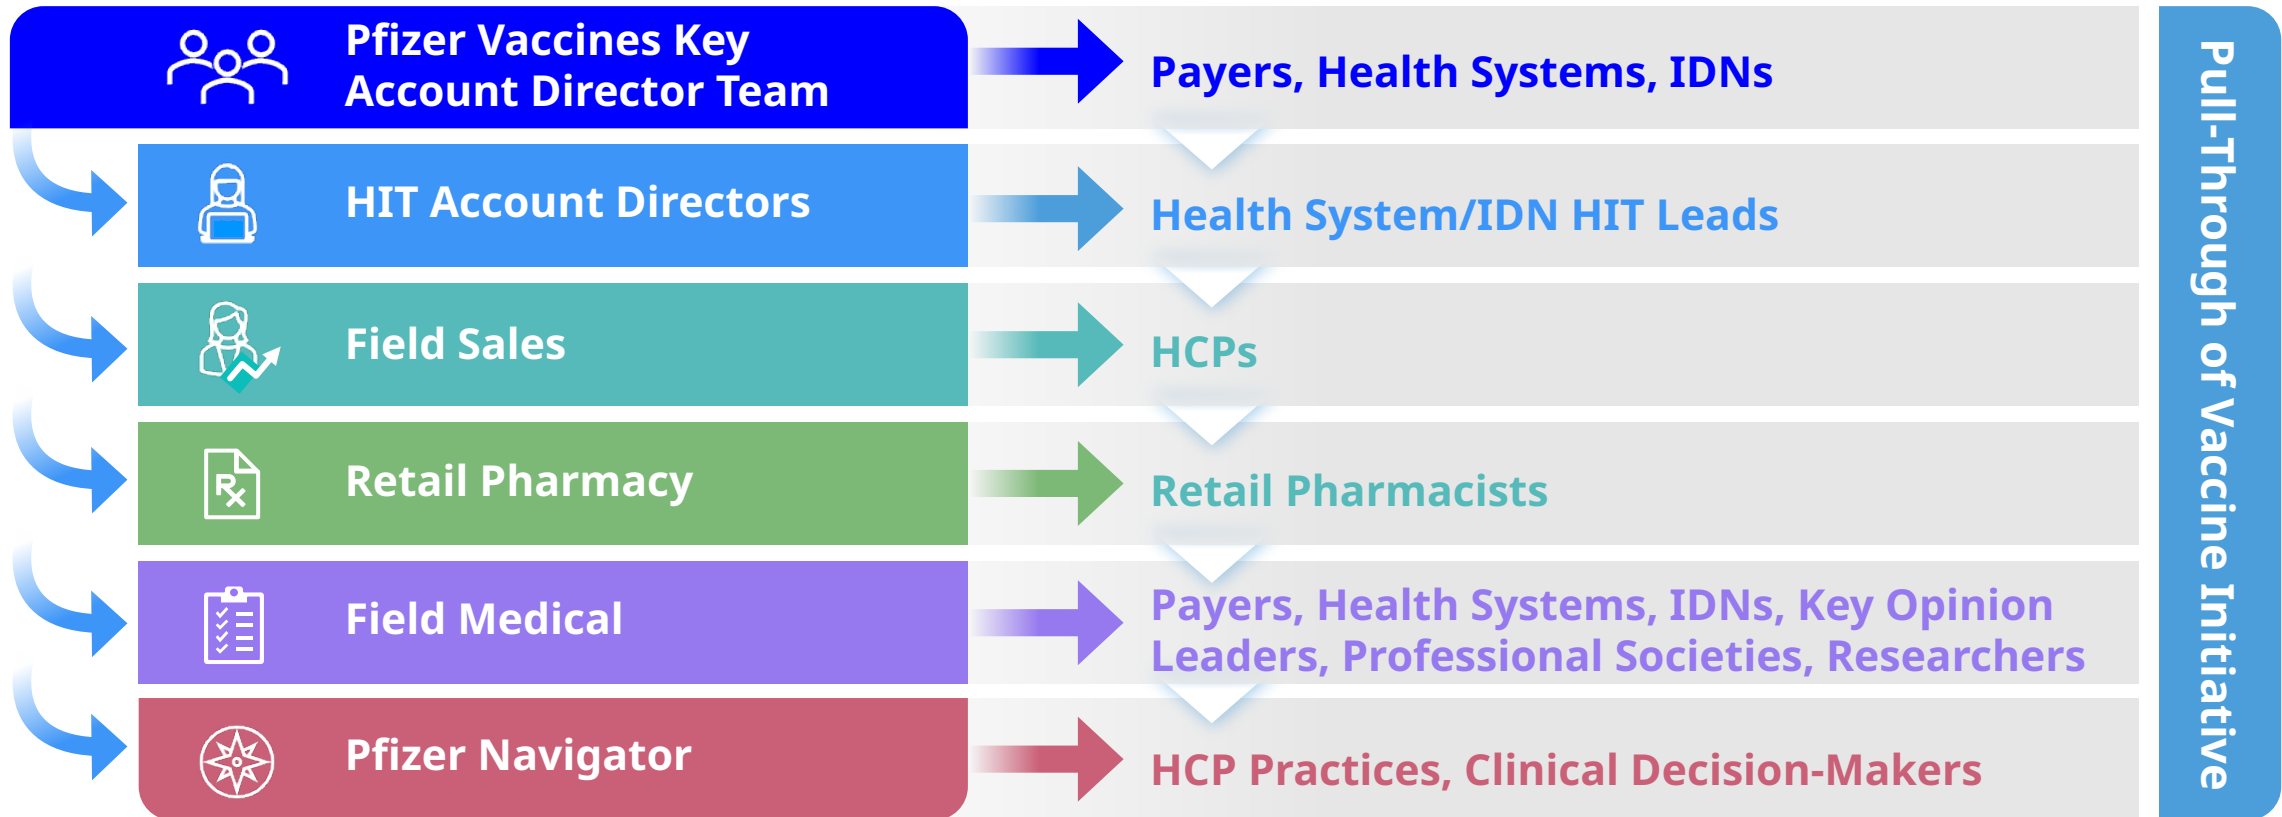 Pfizer Vaccines Key
Account Director Team
Payers, Health Systems, IDNs
HIT Account Directors
Health System/IDN HIT Leads
Field Sales
HCPs
Retail Pharmacy
Retail Pharmacists
Field Medical
Payers, Health Systems, IDNs, Key Opinion
Leaders, Professional Societies, Researchers
Pfizer Navigator
HCP Practices, Clinical Decision-Makers
Pull-Through of Vaccine Initiative